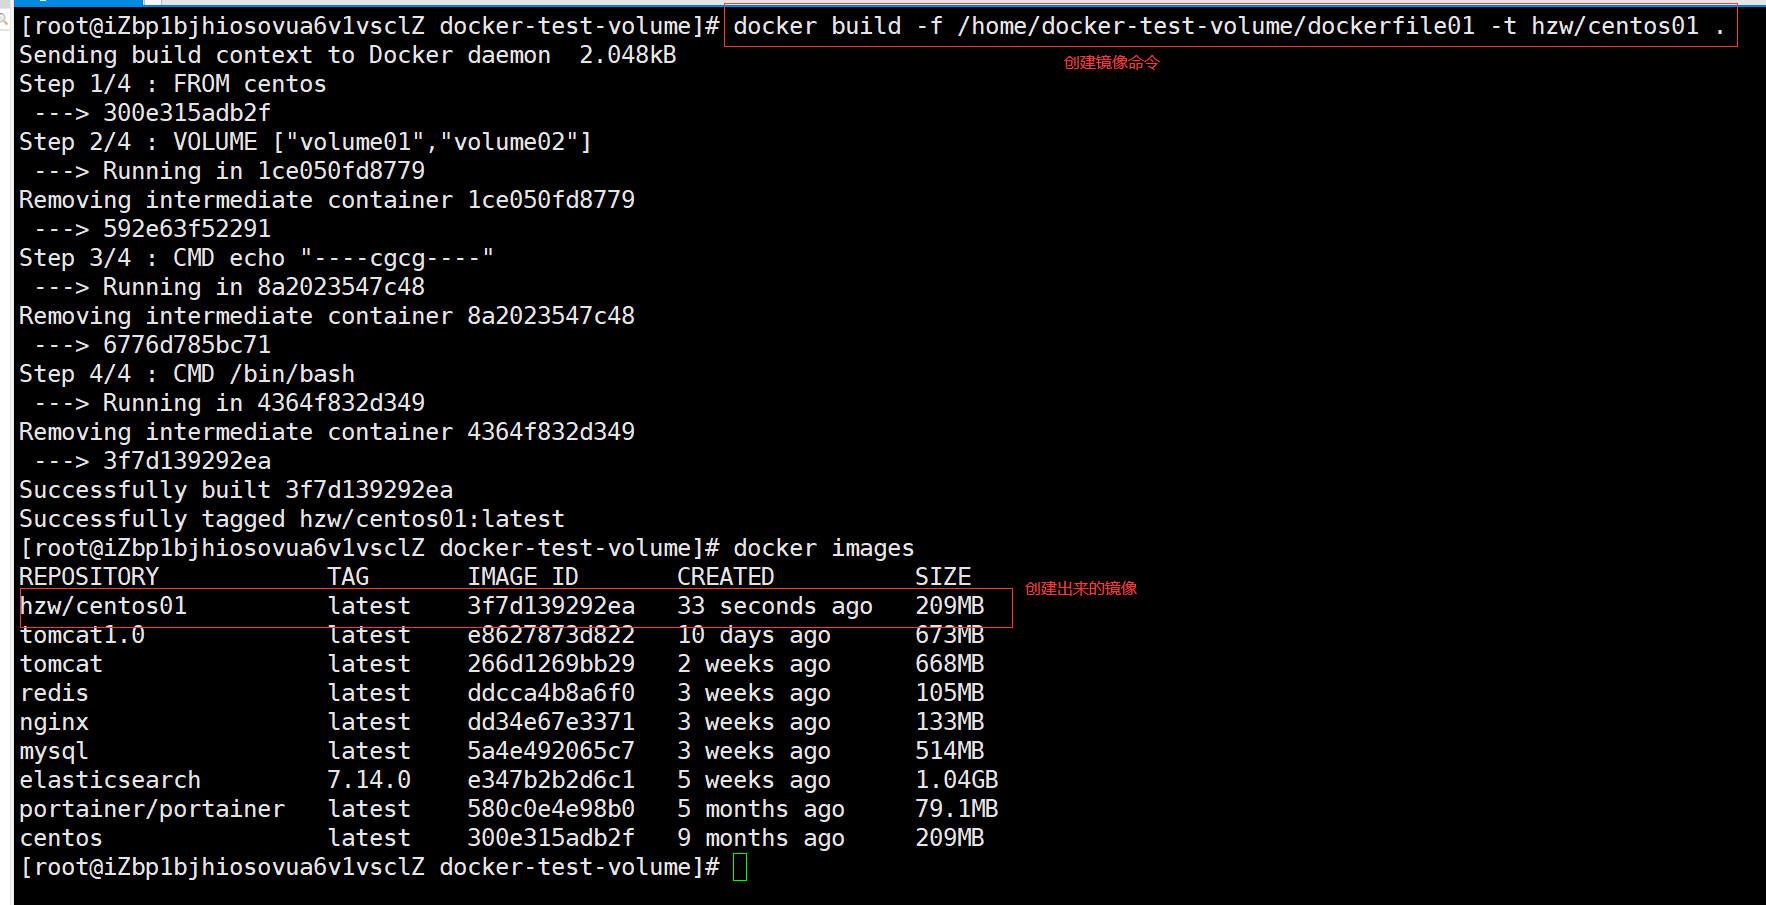 [root@iZbp1bjhiosovua6v1vsclZ docker-test-volume]# docker build -f /home/docker-test-volume/dockerfile01 -t hzw/centos01 .
Sending build context to Docker daemon  2.048kB
创建镜像命令
Step 1/4 : FROM centos
 ---> 300e315adb2f
Step 2/4 : VOLUME ["volume01","volume02"]
 ---> Running in 1ce050fd8779
Removing intermediate container 1ce050fd8779
 ---> 592e63f52291
Step 3/4 : CMD echo "----cgcg----"
 ---> Running in 8a2023547c48
Removing intermediate container 8a2023547c48
 ---> 6776d785bc71
Step 4/4 : CMD /bin/bash
 ---> Running in 4364f832d349
Removing intermediate container 4364f832d349
 ---> 3f7d139292ea
Successfully built 3f7d139292ea
Successfully tagged hzw/centos01:latest
[root@iZbp1bjhiosovua6v1vsclZ docker-test-volume]# docker images
REPOSITORY            TAG       IMAGE ID       CREATED          SIZE
创建出来的镜像
hzw/centos01          latest    3f7d139292ea   33 seconds ago   209MB
tomcat1.0             latest    e8627873d822   10 days ago      673MB
tomcat                latest    266d1269bb29   2 weeks ago      668MB
redis                 latest    ddcca4b8a6f0   3 weeks ago      105MB
nginx                 latest    dd34e67e3371   3 weeks ago      133MB
mysql                 latest    5a4e492065c7   3 weeks ago      514MB
elasticsearch         7.14.0    e347b2b2d6c1   5 weeks ago      1.04GB
portainer/portainer   latest    580c0e4e98b0   5 months ago     79.1MB
centos                latest    300e315adb2f   9 months ago     209MB
[root@iZbp1bjhiosovua6v1vsclZ docker-test-volume]#